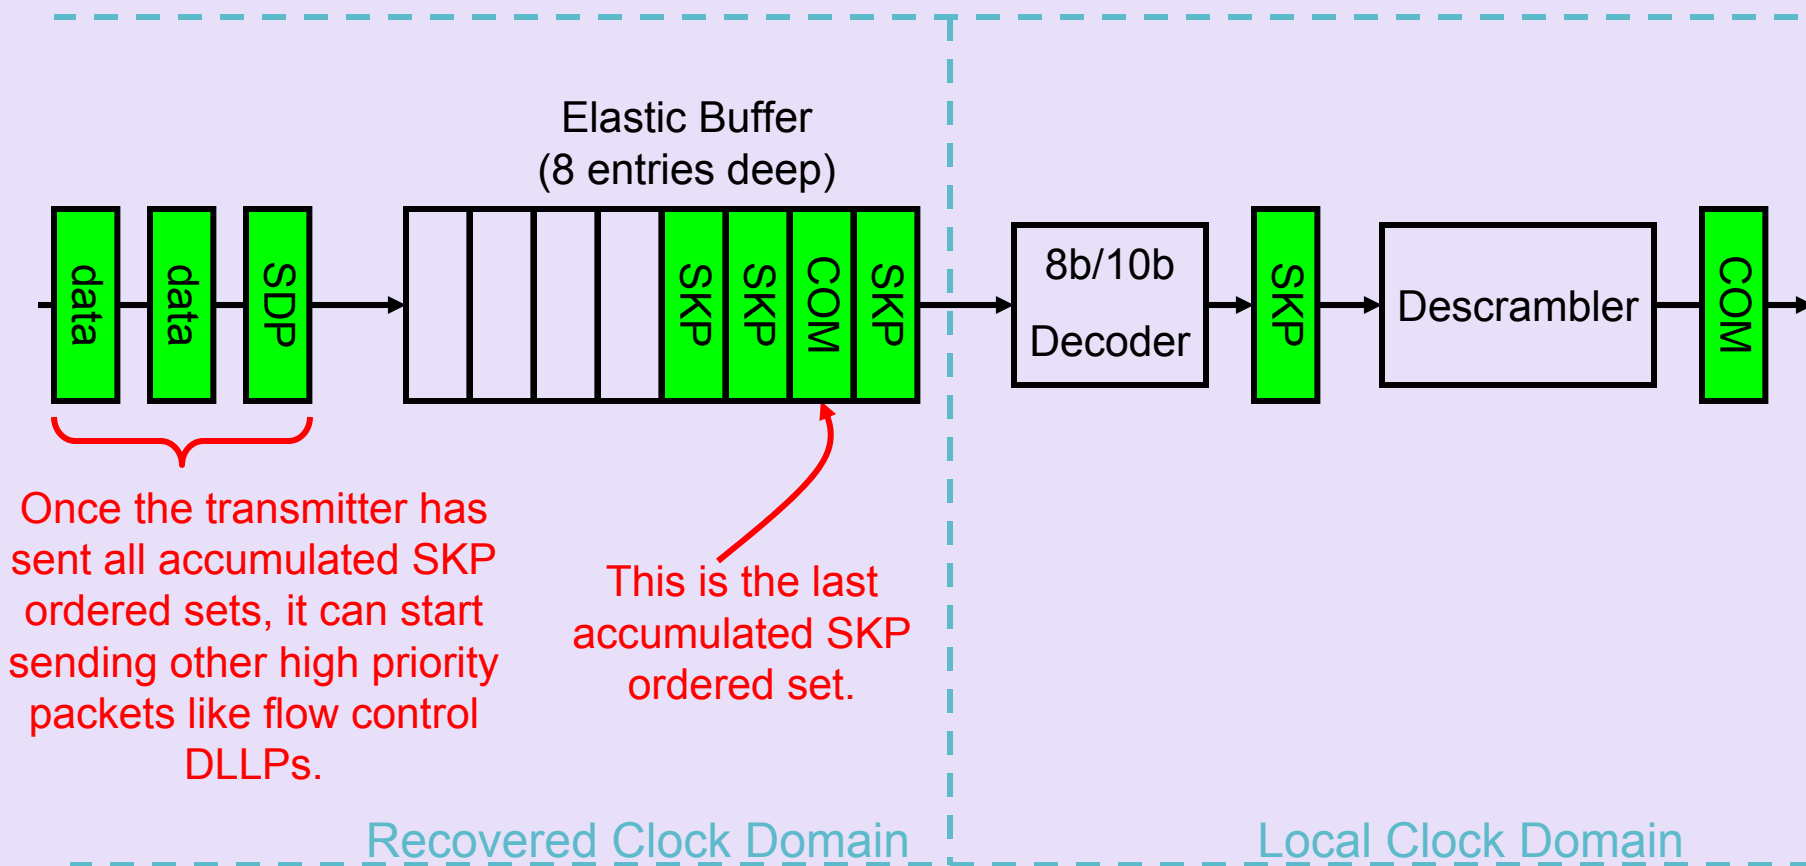 Elastic Buffer
(8 entries deep)
data
data
SDP
SKP
SKP
COM
SKP
8b/10b
Decoder
SKP
Descrambler
COM
Once the transmitter has
sent all accumulated SKP
ordered sets, it can start
sending other high priority
packets like flow control
DLLPs.
This is the last
accumulated SKP
ordered set.
Recovered Clock Domain
Local Clock Domain